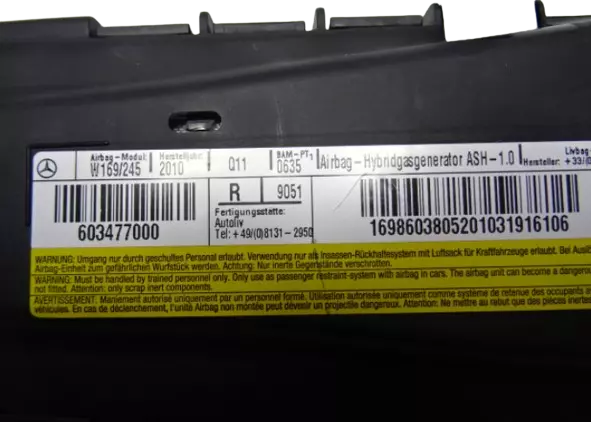 Airbag-Modul: Herstelljahr: BAM-PT1
W169/245 2010 Q11 0635 Airbag-Hybridgasgenerator ASH-1.0 Hersteller: +33/(0
R 9051
Fertigungsstätte:
Autoliv
Tel: +49/(0)8131-2950
603477000
1698603805201031916106
WARNUNG: Umgang nur durch geschultes Personal erlaubt. Verwendung nur als Insassen-Rückhaltesystem mit Luftsack für Kraftfahrzeuge erlaubt. Bei
Airbag-Einheit zum gefährlichen Wurfstück werden. Achtung: Nur inerte Gegenstände verschrotten.
WARNING: Must be handled by trained personnel only. Only use as passenger restraint-system with airbag in cars. The airbag unit can become a dangerou
not fitted. Attention: only scrap inert components.
AVERTISSEMENT: Maniement autorisé uniquement par un personnel formé. Utilisation autorisée uniquement comme système de retenue des occupants a
véhicules. En cas de déclenchement, l'unité Airbag non montée peut devenir un projectile dangereux. Attention: Ne mettre au rebut que des pièces inertes